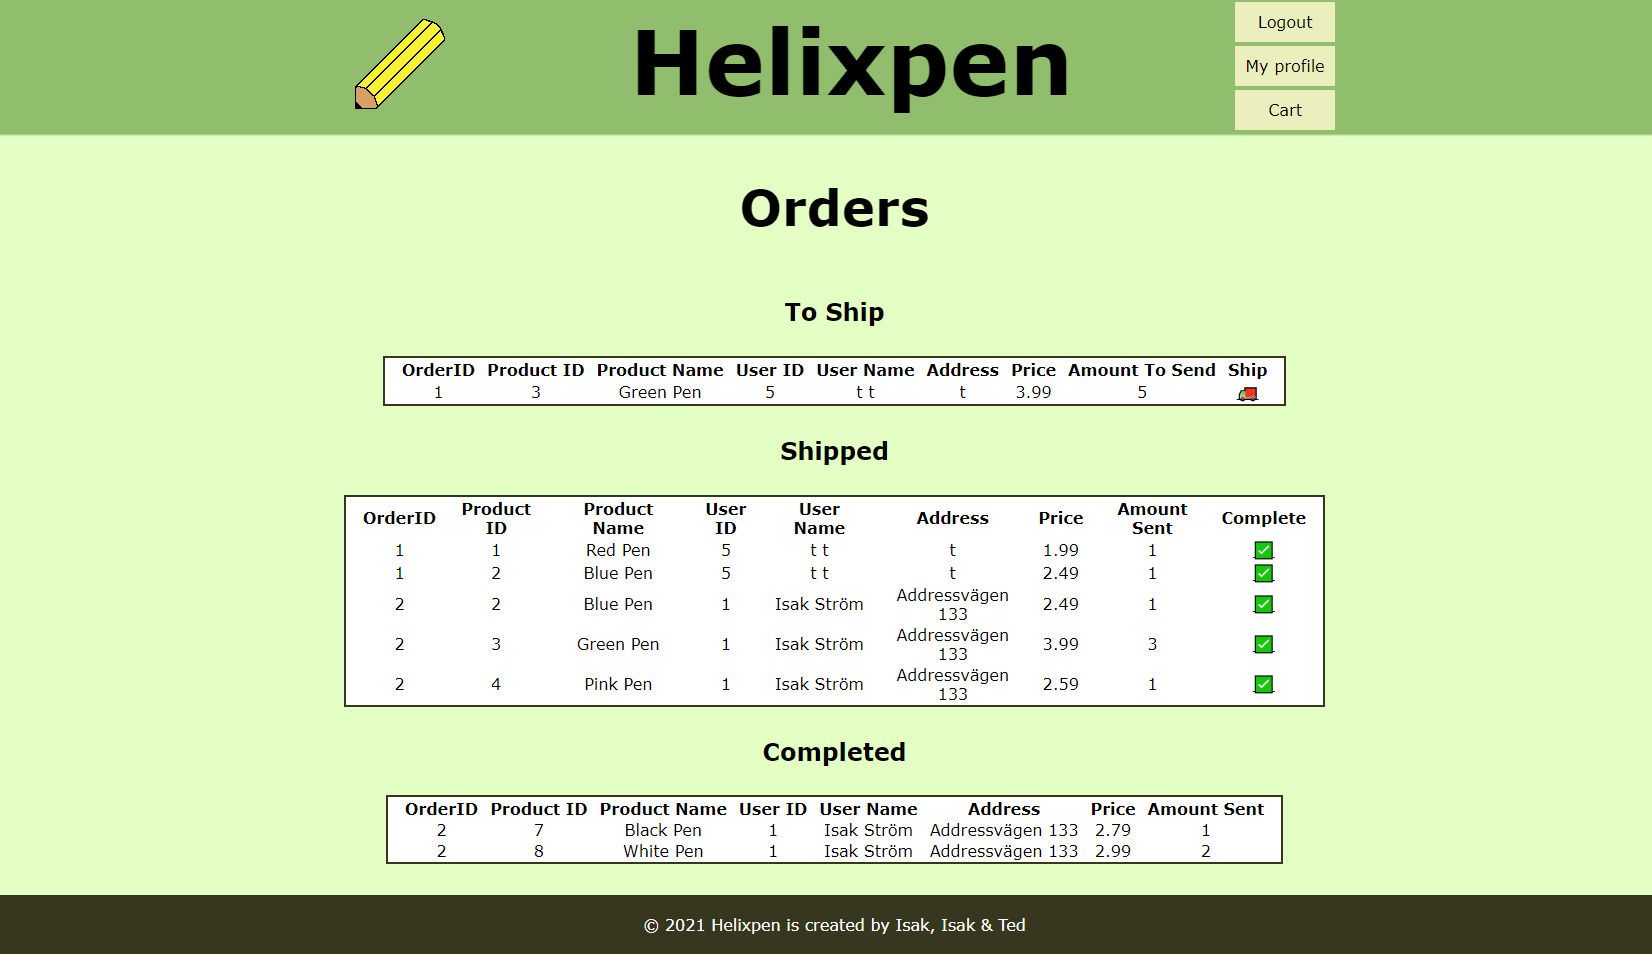 Helixpen
Logout
My profile
Cart
Orders
To Ship
OrderID Product ID Product Name User ID User Name Address Price Amount To Send Ship
1 3 Green Pen 5 t t t 3.99 5
Shipped
OrderID Product ID Product Name User ID User Name Address Price Amount Sent Complete
1 1 Red Pen 5 t t t 1.99 1
1 2 Blue Pen 5 t t t 2.49 1
2 2 Blue Pen 1 Isak Ström Addressvägen 133 2.49 1
2 3 Green Pen 1 Isak Ström Addressvägen 133 3.99 3
2 4 Pink Pen 1 Isak Ström Addressvägen 133 2.59 1
Completed
OrderID Product ID Product Name User ID User Name Address Price Amount Sent
2 7 Black Pen 1 Isak Ström Addressvägen 133 2.79 1
2 8 White Pen 1 Isak Ström Addressvägen 133 2.99 2
© 2021 Helixpen is created by Isak, Isak & Ted